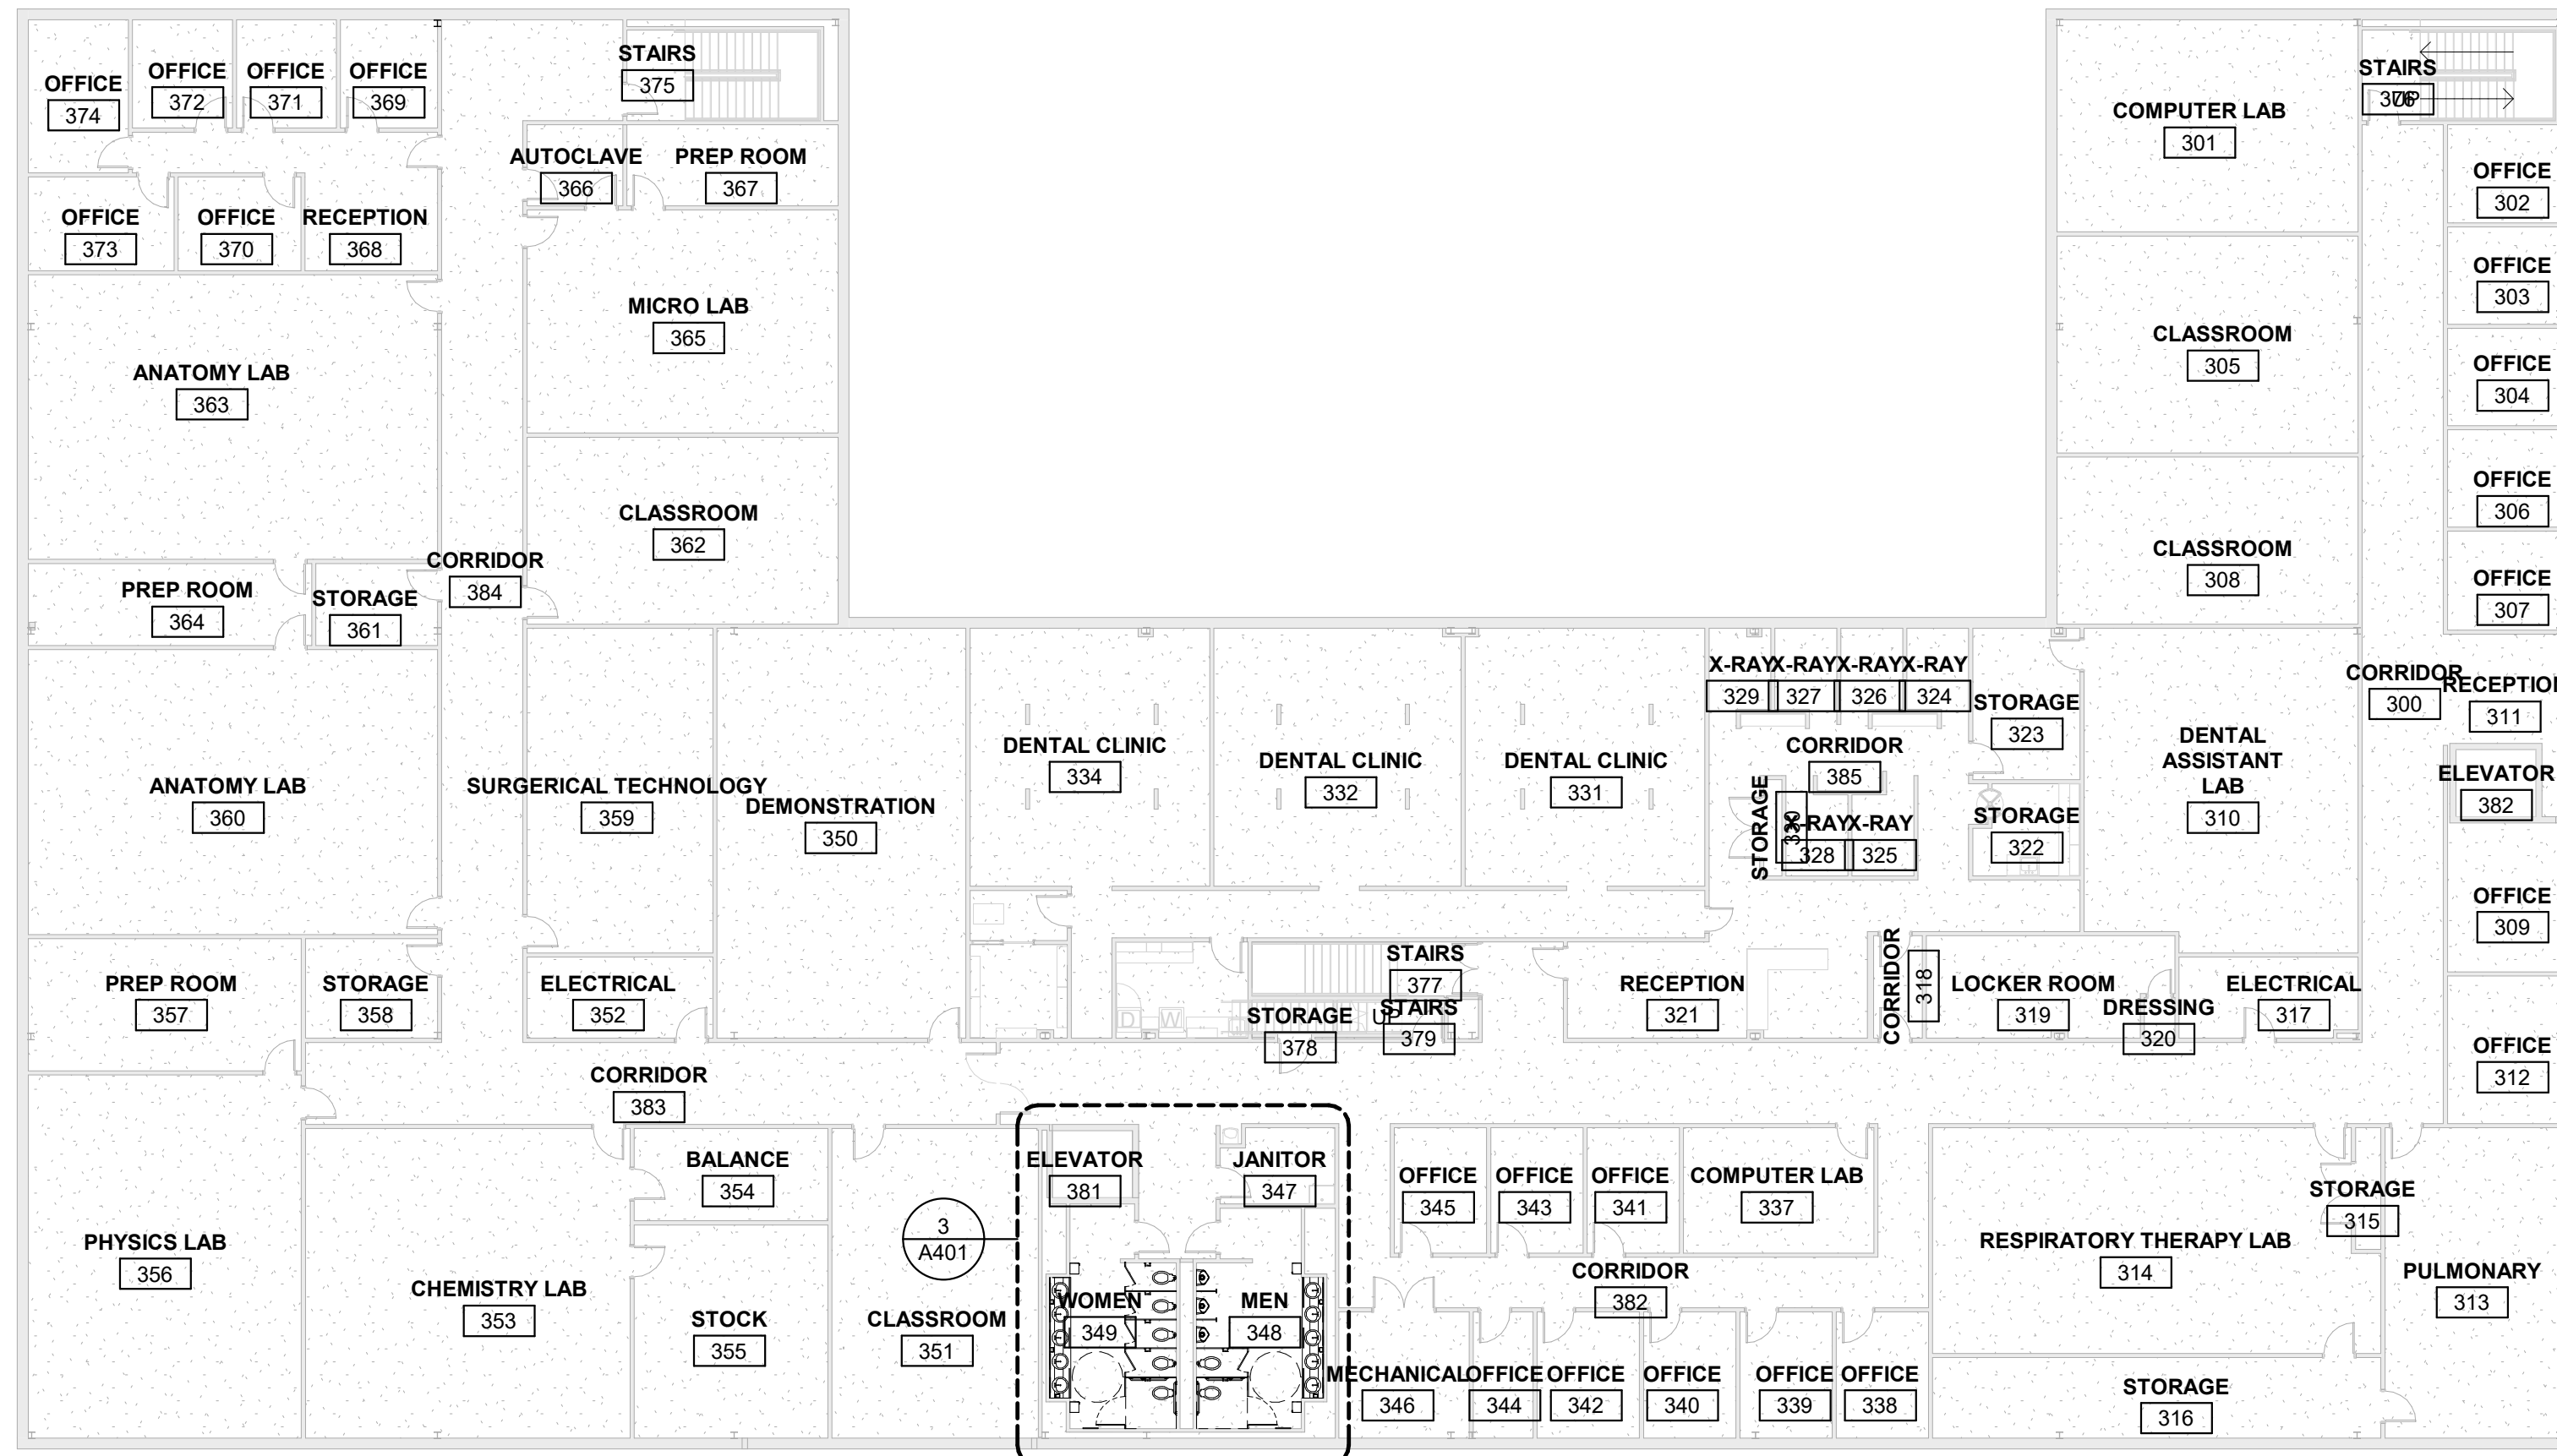 OFFICE
374
OFFICE
372
OFFICE
371
OFFICE
369
STAIRS
375
AUTOCLAVE
366
PREP ROOM
367
OFFICE
373
OFFICE
370
RECEPTION
368
MICRO LAB
365
ANATOMY LAB
363
CLASSROOM
362
CORRIDOR
384
PREP ROOM
364
STORAGE
361
COMPUTER LAB
301
STAIRS
376
UP
OFFICE
302
OFFICE
303
CLASSROOM
305
OFFICE
304
OFFICE
306
CLASSROOM
308
OFFICE
307
ANATOMY LAB
360
SURGERICAL TECHNOLOGY
359
DEMONSTRATION
350
DENTAL CLINIC
334
DENTAL CLINIC
332
DENTAL CLINIC
331
X-RAY
329
X-RAY
327
X-RAY
326
X-RAY
324
STORAGE
323
CORRIDOR
385
STORAGE
330
X-RAY
328
X-RAY
325
STORAGE
322
DENTAL
ASSISTANT
LAB
310
CORRIDOR
300
RECEPTION
311
ELEVATOR
382
OFFICE
309
PREP ROOM
357
STORAGE
358
ELECTRICAL
352
D
W
STAIRS
377
STORAGE
378
UP
STAIRS
379
RECEPTION
321
CORRIDOR
318
LOCKER ROOM
319
DRESSING
320
ELECTRICAL
317
OFFICE
312
CORRIDOR
383
PHYSICS LAB
356
CHEMISTRY LAB
353
BALANCE
354
STOCK
355
3
A401
CLASSROOM
351
ELEVATOR
381
JANITOR
347
WOMEN
349
MEN
348
OFFICE
345
OFFICE
343
OFFICE
341
COMPUTER LAB
337
CORRIDOR
382
MECHANICAL
346
OFFICE
344
OFFICE
342
OFFICE
340
OFFICE
339
OFFICE
338
RESPIRATORY THERAPY LAB
314
STORAGE
315
PULMONARY
313
STORAGE
316